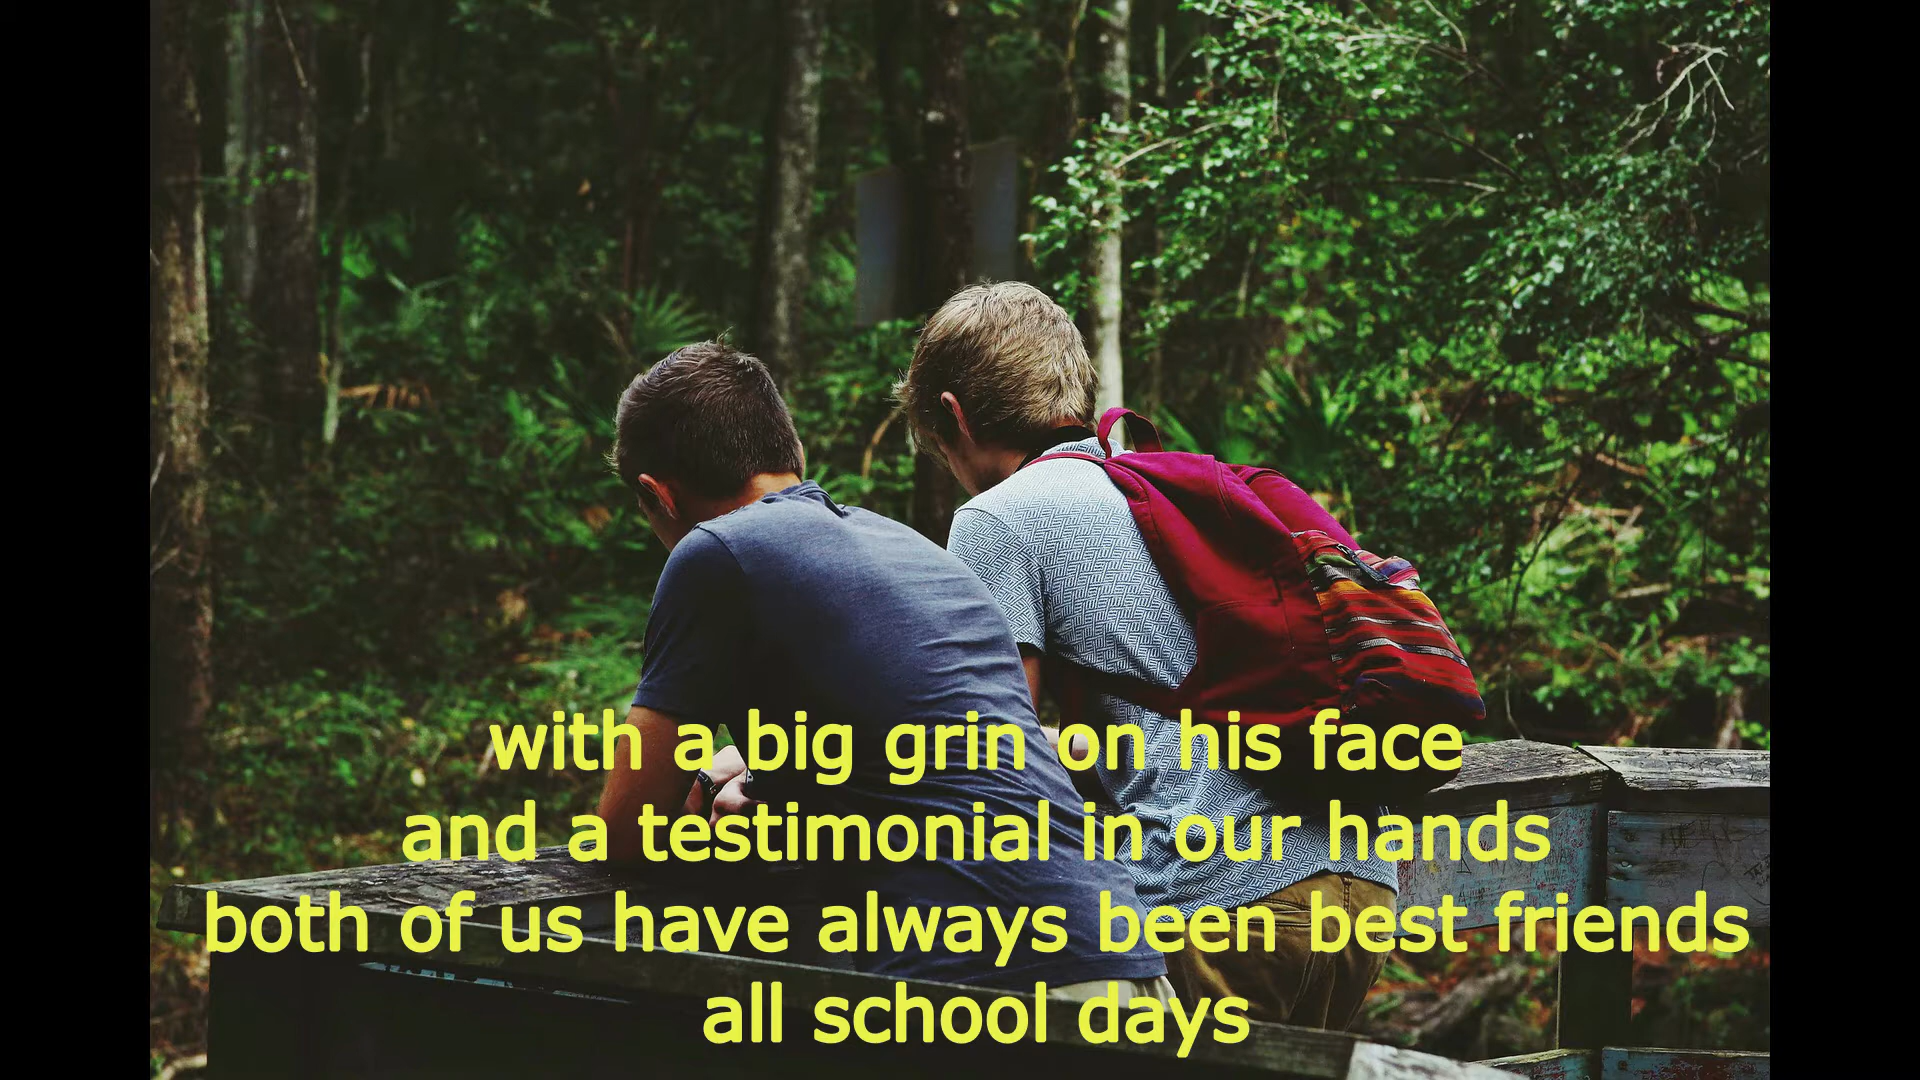 with a big grin on his face
and a testimonial in our hands
both of us have always been best friends
all school days